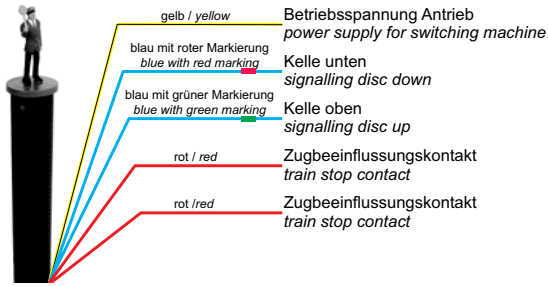 gelb / yellow
Betriebsspannung Antrieb
power supply for switching machine
blau mit roter Markierung
blue with red marking
Kelle unten
signalling disc down
blau mit grüner Markierung
blue with green marking
Kelle oben
signalling disc up
rot / red
Zugbeeinflussungskontakt
train stop contact
rot /red
Zugbeeinflussungskontakt
train stop contact